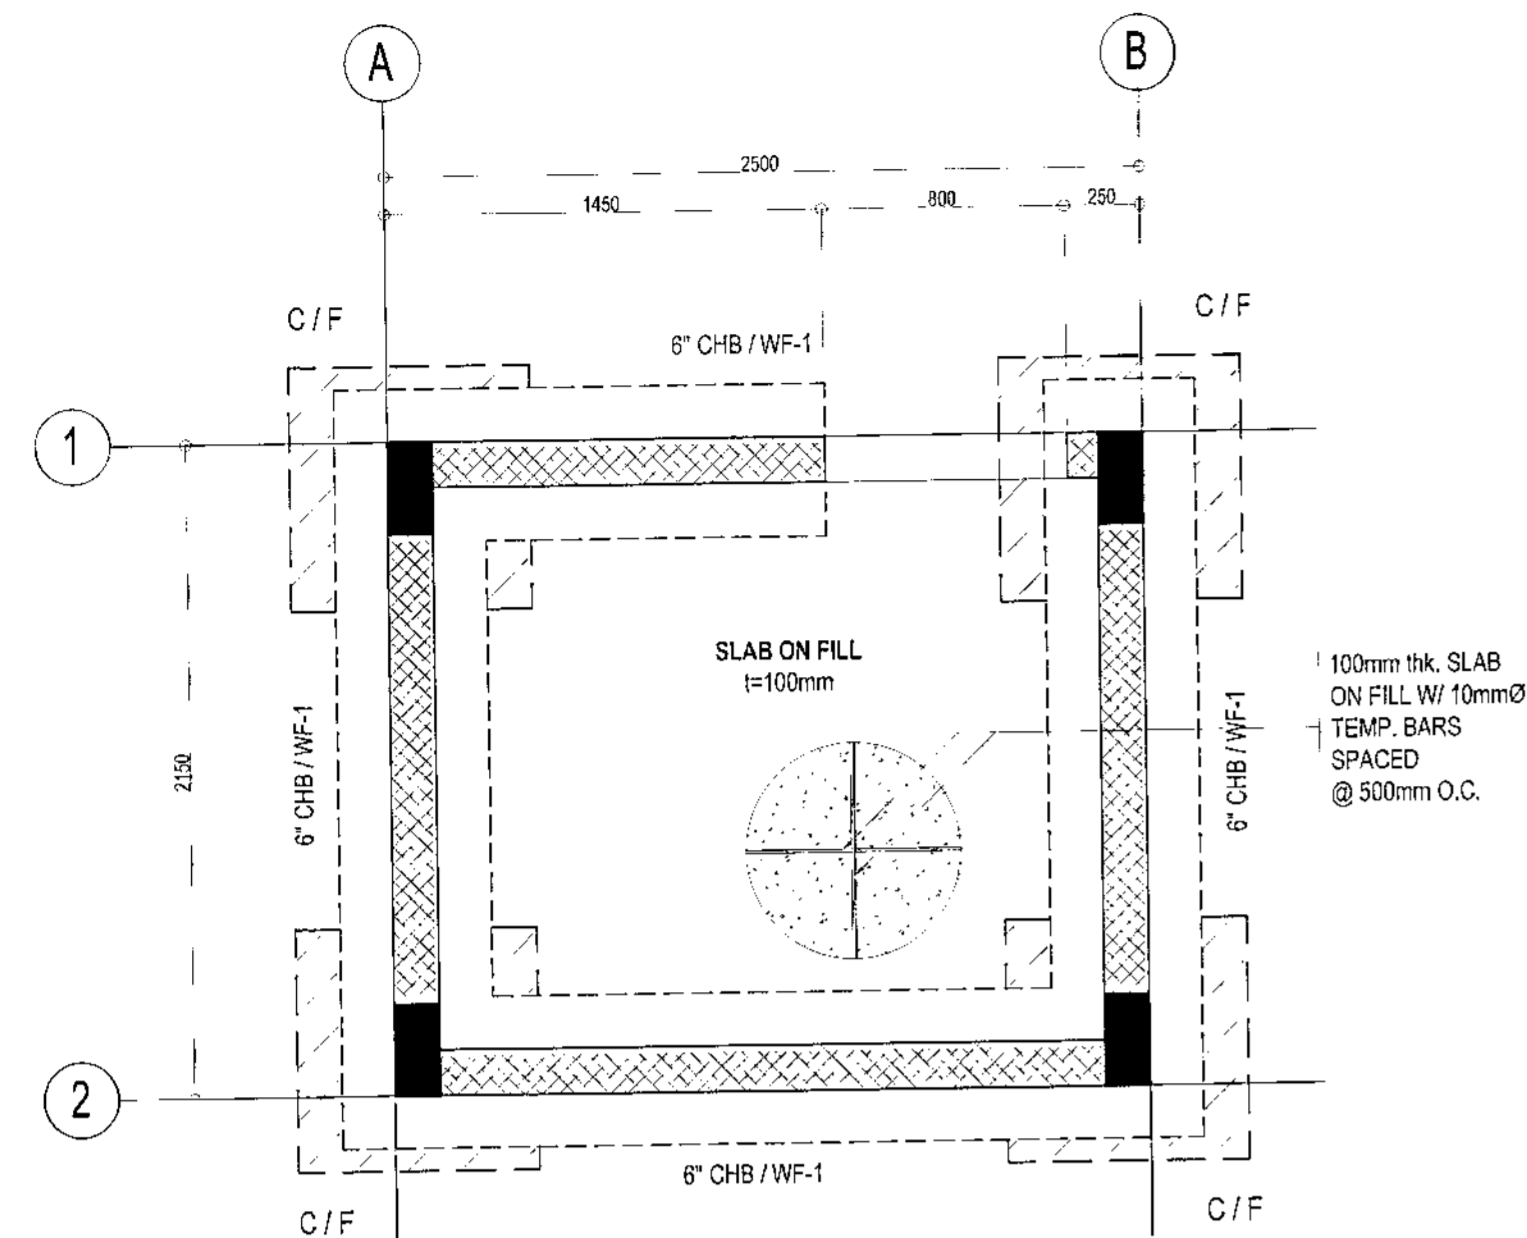 A
B
2500
1450
800
250
C / F
C / F
6" CHB / WF-1
1
SLAB ON FILL
t=100mm
100mm thk. SLAB
ON FILL W/ 10mmØ
TEMP. BARS
SPACED
@ 500mm O.C.
2150
6" CHB / WF-1
6" CHB / WF-1
2
6" CHB / WF-1
C / F
C / F